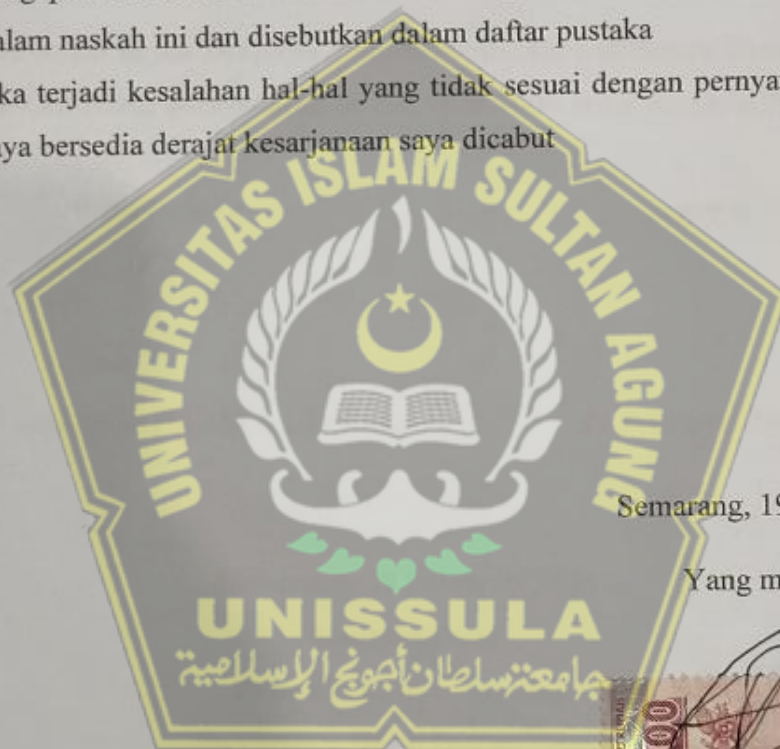 alam naskah ini dan disebutkan dalam daftar pustaka
ka terjadi kesalahan hal-hal yang tidak sesuai dengan pernya
ya bersedia derajat kesarjanaan saya dicabut
UNIVERSITAS ISLAM SULTAN AGUNG
Semarang, 19
Yang m
UNISSULA
جامعة سلطان أجونج الإسلامية
00